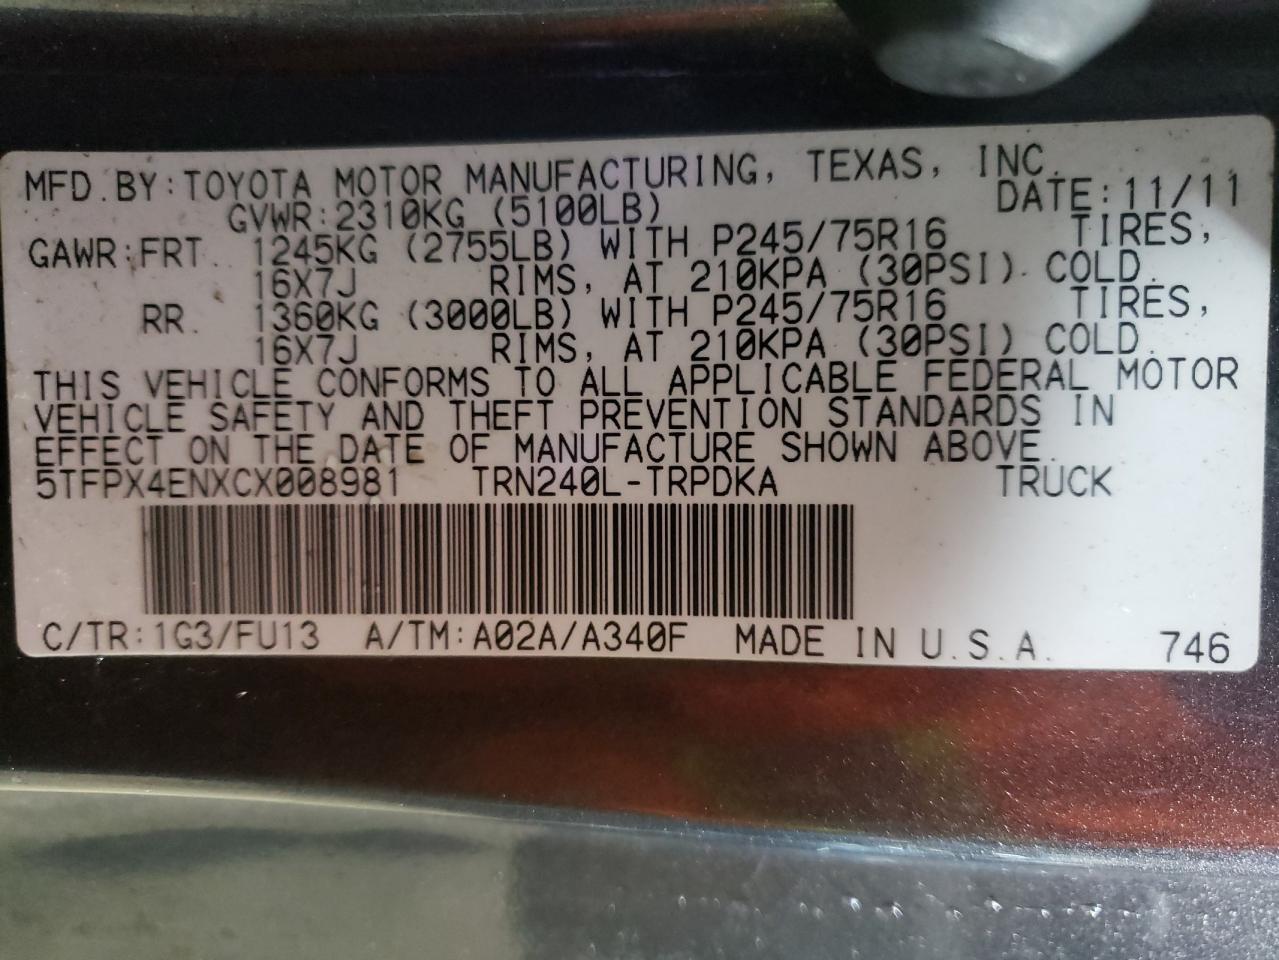 MFD. BY: TOYOTA MOTOR MANUFACTURING, TEXAS, INC.
GVWR: 2310KG (5100LB) DATE: 11/11
GAWR: FRT. 1245KG (2755LB) WITH P245/75R16 TIRES,
16X7J RIMS, AT 210KPA (30PSI) COLD.
RR. 1360KG (3000LB) WITH P245/75R16 TIRES,
16X7J RIMS, AT 210KPA (30PSI) COLD.
THIS VEHICLE CONFORMS TO ALL APPLICABLE FEDERAL MOTOR
VEHICLE SAFETY AND THEFT PREVENTION STANDARDS IN
EFFECT ON THE DATE OF MANUFACTURE SHOWN ABOVE.
5TFPX4ENXCX008981 TRN240L-TRPDKA TRUCK
C/TR: 1G3/FU13 A/TM: A02A/A340F MADE IN U.S.A. 746